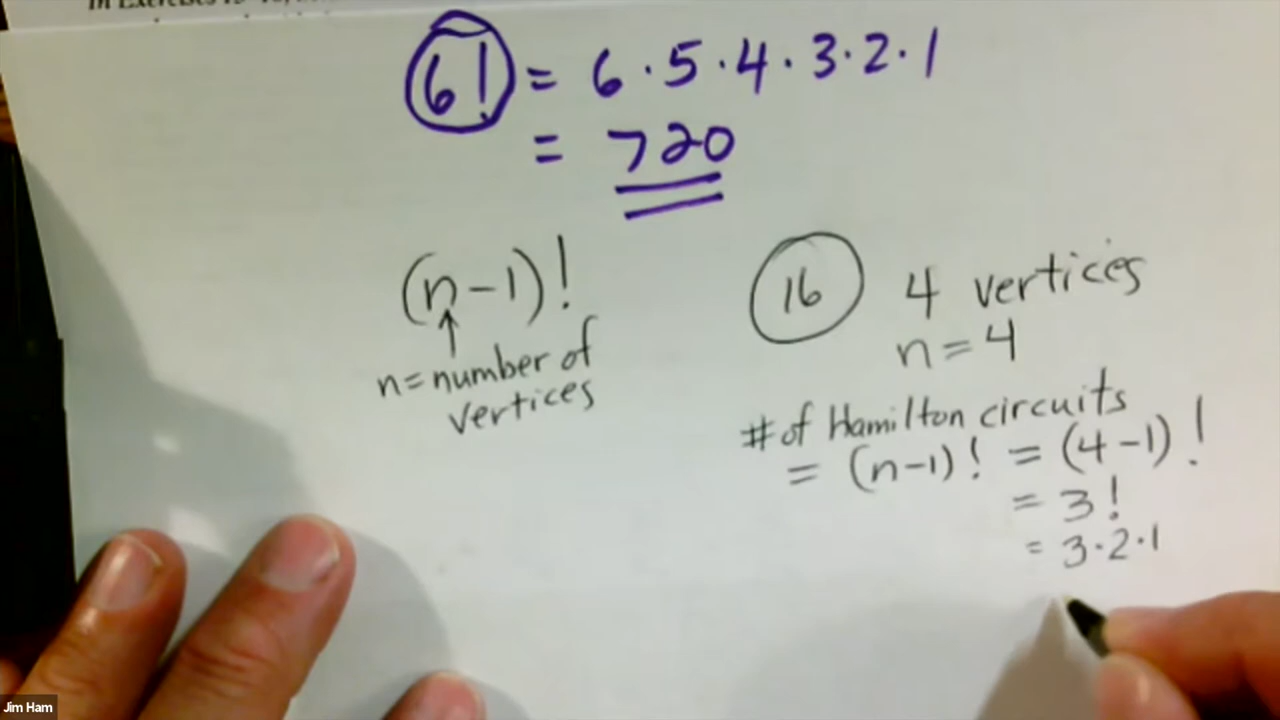 6! = 6 · 5 · 4 · 3 · 2 · 1
= 720
(n-1)!
n = number of
vertices
16 4 vertices
n = 4
# of Hamilton circuits
= (n-1)! = (4-1)!
= 3!
= 3·2·1
Jim Ham